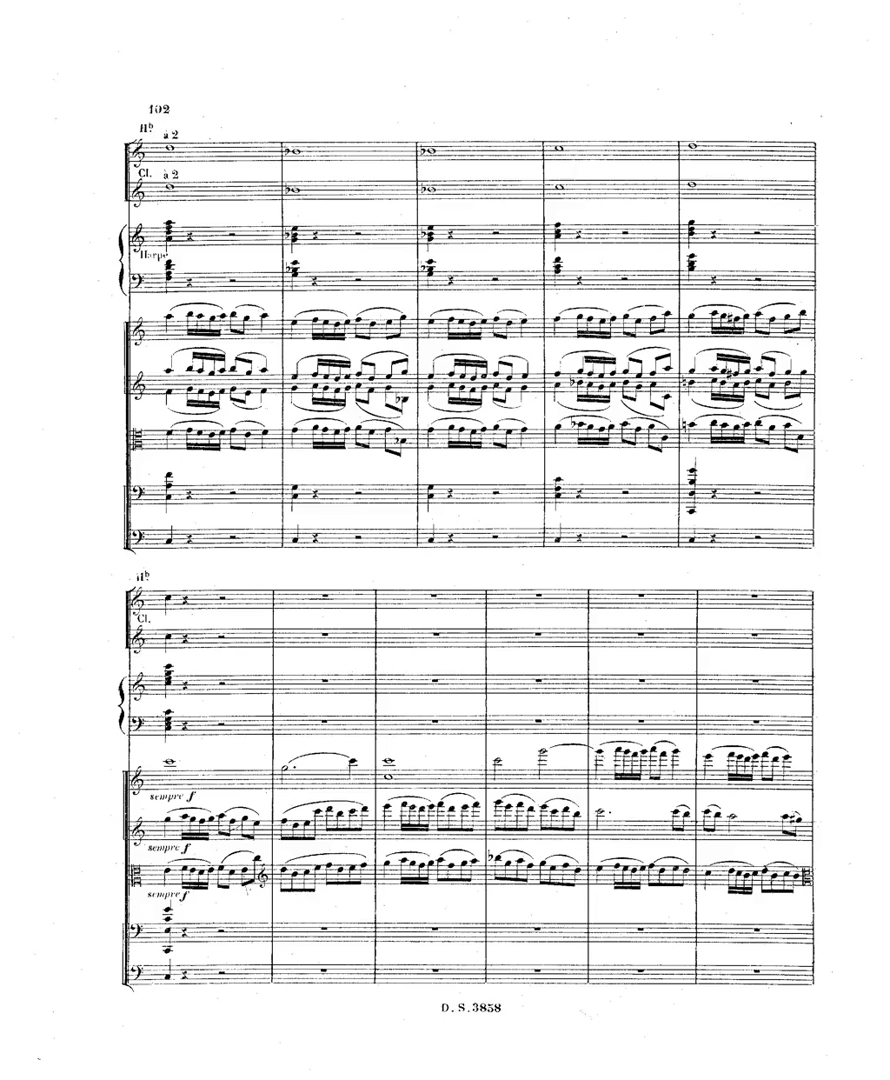 102
Hb
à 2
Cl. à 2
Harpe
Hb
Cl.
sempre f
sempre f
sempre f
D. S. 3858